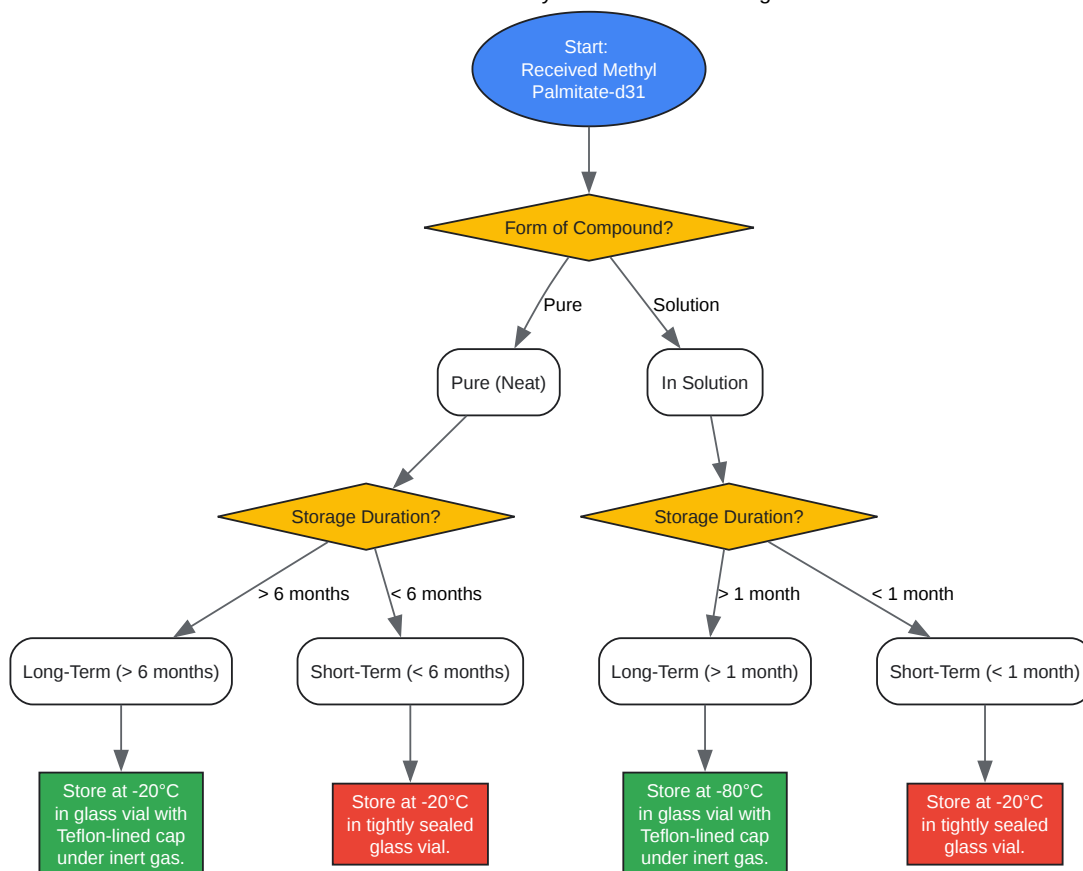 Start:
Received Methyl
Palmitate-d31
Form of Compound?
Pure
Solution
Pure (Neat)
In Solution
Storage Duration?
Storage Duration?
> 6 months
< 6 months
> 1 month
< 1 month
Long-Term (> 6 months)
Short-Term (< 6 months)
Long-Term (> 1 month)
Short-Term (< 1 month)
Store at -20°C
in glass vial with
Teflon-lined cap
under inert gas.
Store at -20°C
in tightly sealed
glass vial.
Store at -80°C
in glass vial with
Teflon-lined cap
under inert gas.
Store at -20°C
in tightly sealed
glass vial.